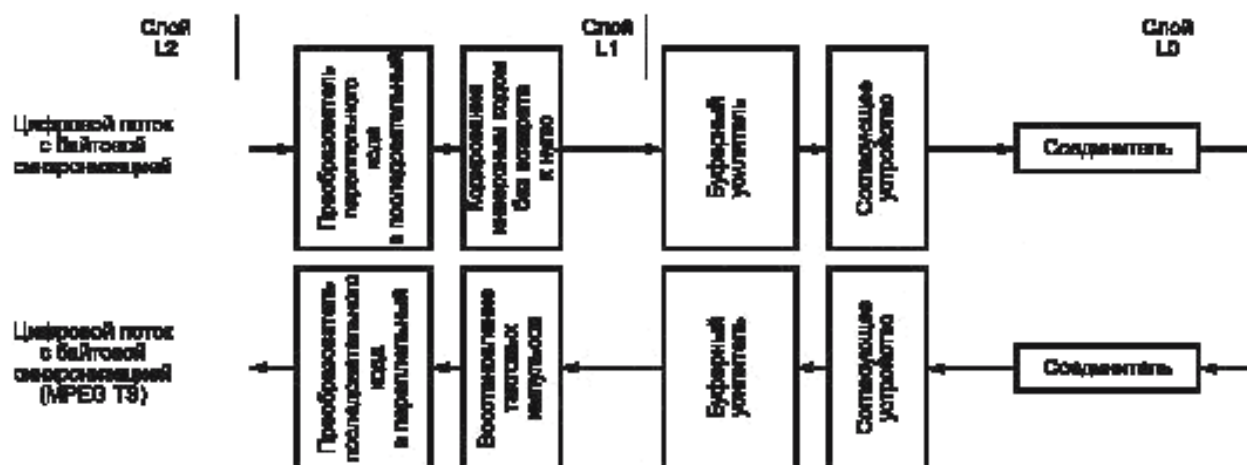 Слой
L2
Слой
L1
Слой
L0
Цифровой поток
с байтовой
синхронизацией
Преобразователь
параллельного
кода
в последовательный
Кодирование
инверсным кодом
без возврата
к нулю
Буферный
усилитель
Согласующее
устройство
Соединитель
Цифровой поток
с байтовой
синхронизацией
(MPEG TS)
Преобразователь
последовательного
кода
в параллельный
Восстановление
тактовых
импульсов
Буферный
усилитель
Согласующее
устройство
Соединитель